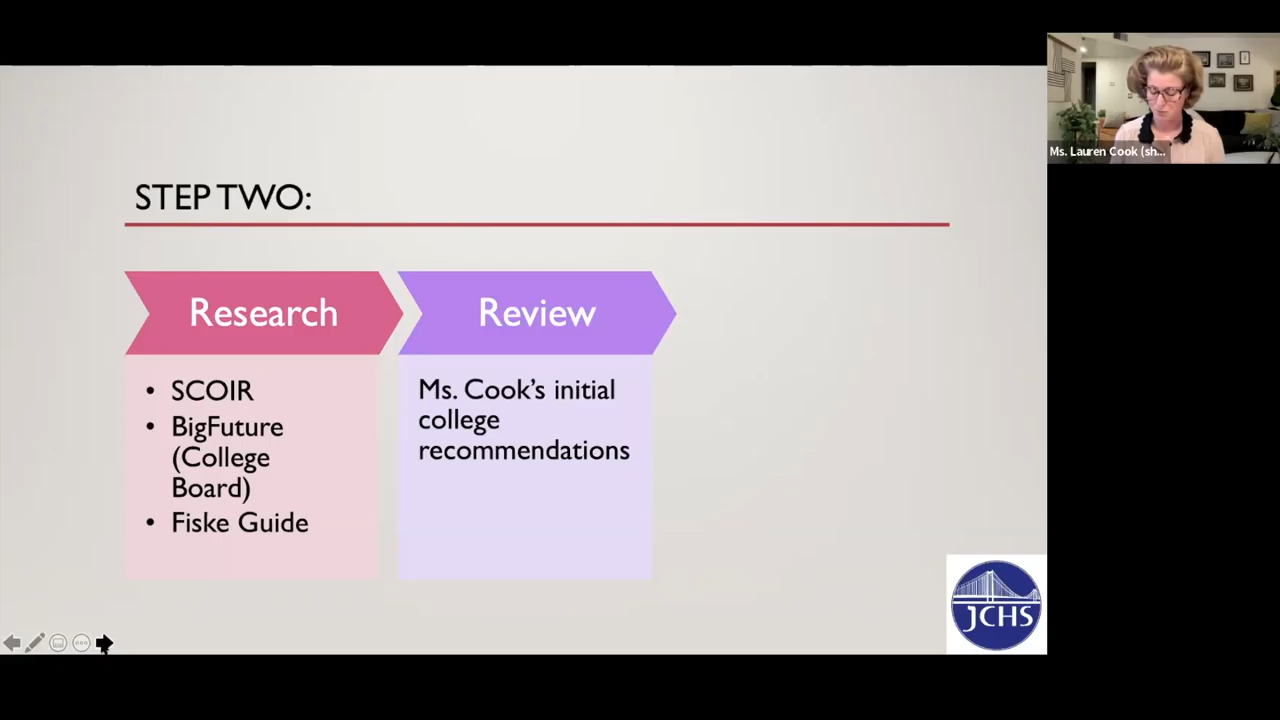 Ms. Lauren Cook (sh...
STEP TWO:
Research
Review
• SCOIR
• BigFuture
(College
Board)
• Fiske Guide
Ms. Cook's initial
college
recommendations
JCHS